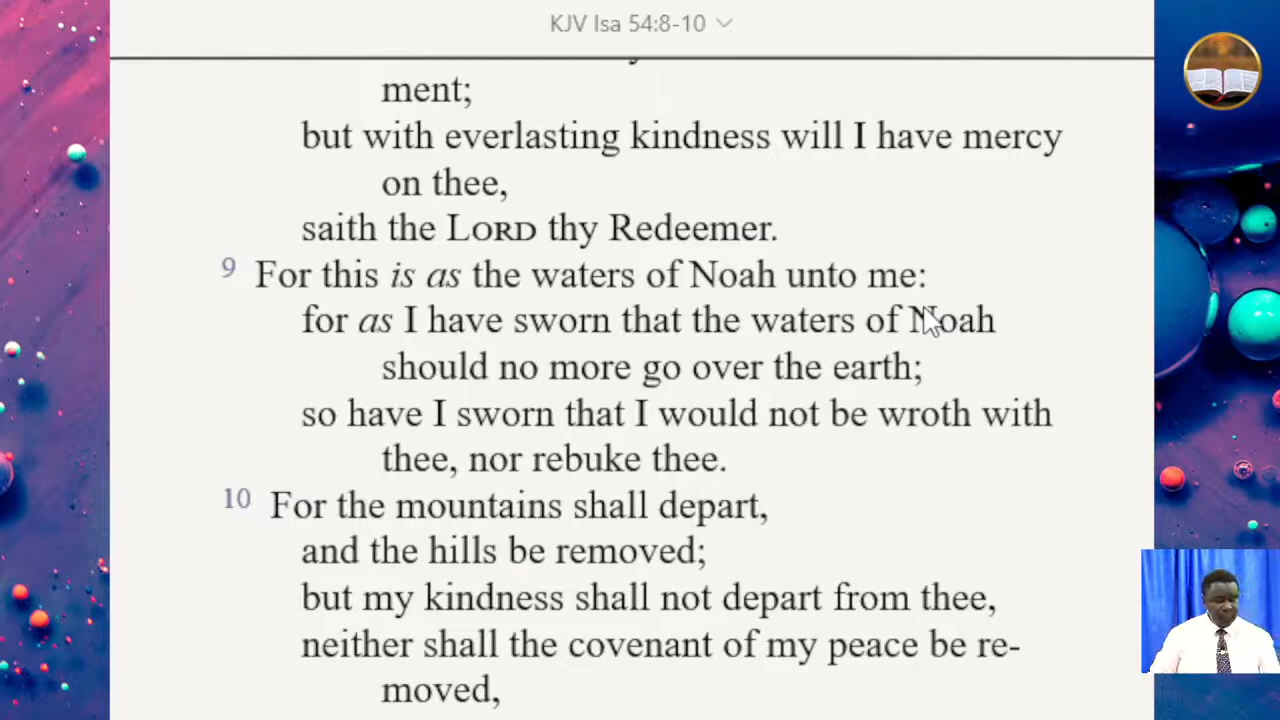 KJV Isa 54:8-10
ment;
but with everlasting kindness will I have mercy
on thee,
saith the LORD thy Redeemer.
9 For this is as the waters of Noah unto me:
for as I have sworn that the waters of Noah
should no more go over the earth;
so have I sworn that I would not be wroth with
thee, nor rebuke thee.
10 For the mountains shall depart,
and the hills be removed;
but my kindness shall not depart from thee,
neither shall the covenant of my peace be re-
moved,